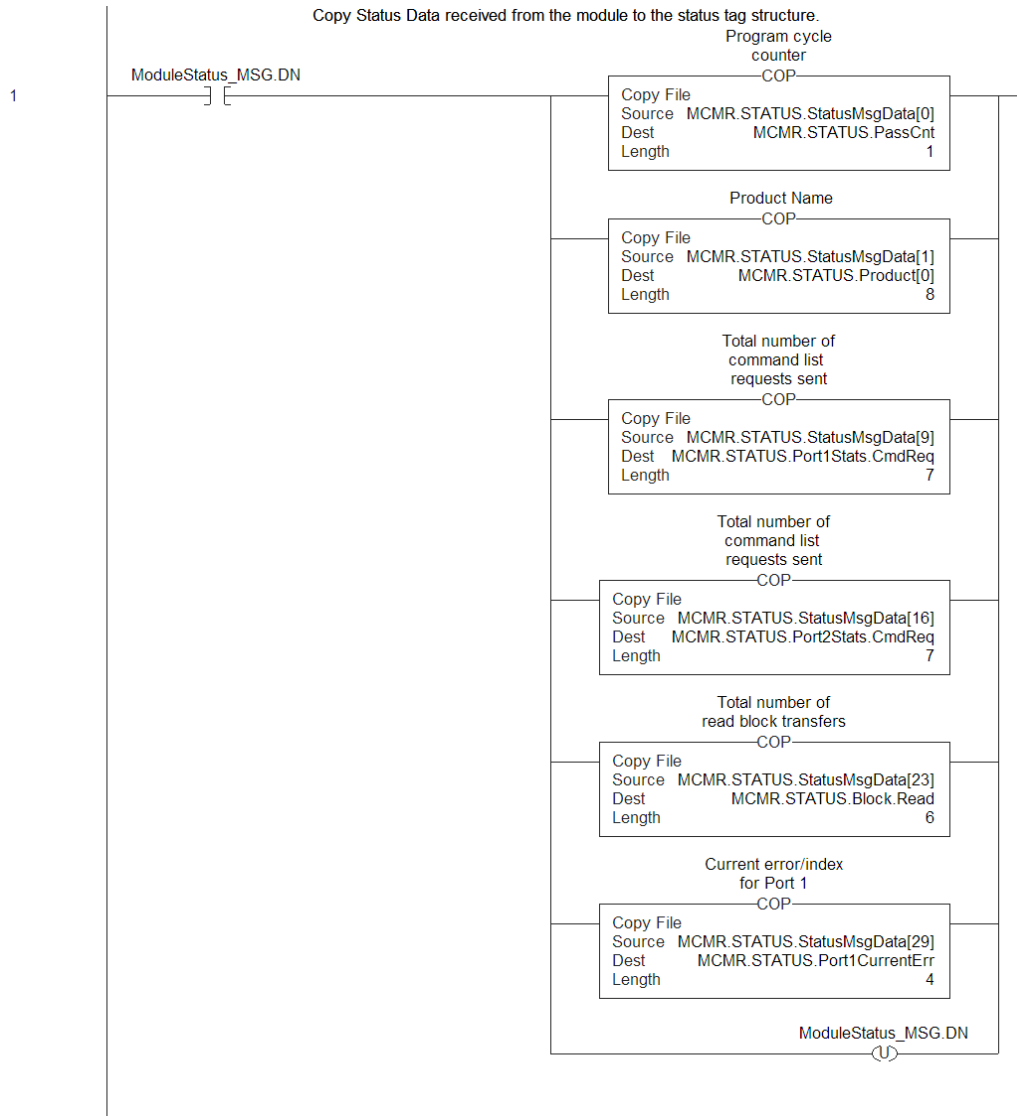 Copy Status Data received from the module to the status tag structure.
Program cycle
counter
ModuleStatus_MSG.DN
COP
1
Copy File
Source MCMR.STATUS.StatusMsgData[0]
Dest MCMR.STATUS.PassCnt
Length 1
Product Name
COP
Copy File
Source MCMR.STATUS.StatusMsgData[1]
Dest MCMR.STATUS.Product[0]
Length 8
Total number of
command list
requests sent
COP
Copy File
Source MCMR.STATUS.StatusMsgData[9]
Dest MCMR.STATUS.Port1Stats.CmdReq
Length 7
Total number of
command list
requests sent
COP
Copy File
Source MCMR.STATUS.StatusMsgData[16]
Dest MCMR.STATUS.Port2Stats.CmdReq
Length 7
Total number of
read block transfers
COP
Copy File
Source MCMR.STATUS.StatusMsgData[23]
Dest MCMR.STATUS.Block.Read
Length 6
Current error/index
for Port 1
COP
Copy File
Source MCMR.STATUS.StatusMsgData[29]
Dest MCMR.STATUS.Port1CurrentErr
Length 4
ModuleStatus_MSG.DN
U